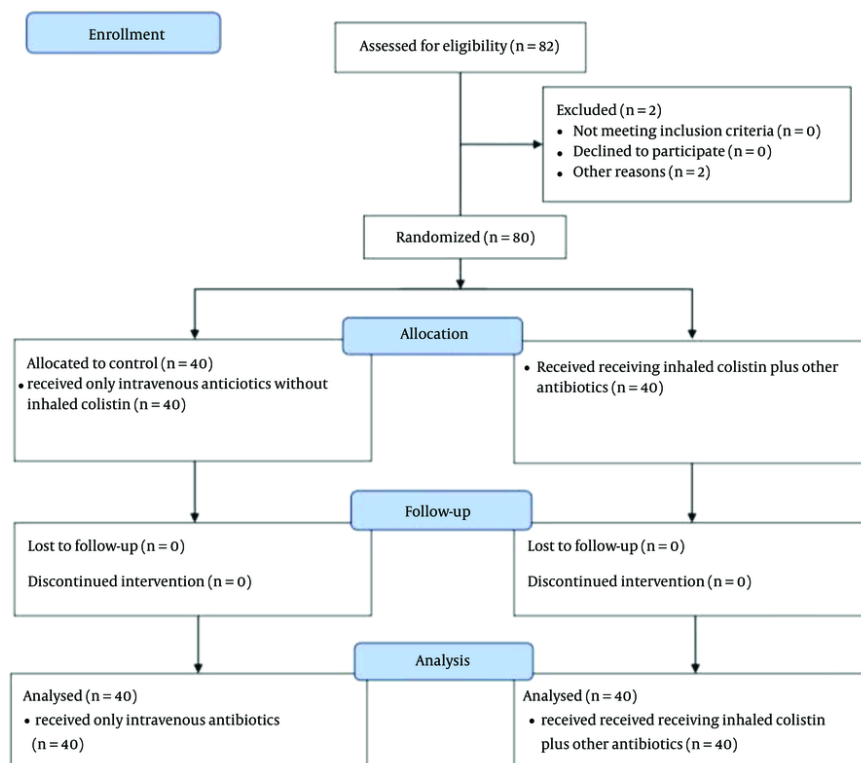 Enrollment
Assessed for eligibility (n = 82)
Excluded (n = 2)
• Not meeting inclusion criteria (n = 0)
• Declined to participate (n = 0)
• Other reasons (n = 2)
Randomized (n = 80)
Allocation
Allocated to control (n = 40)
• received only intravenous anticiotics without
inhaled colistin (n = 40)
• Received receiving inhaled colistin plus other
antibiotics (n = 40)
Follow-up
Lost to follow-up (n = 0)
Discontinued intervention (n = 0)
Lost to follow-up (n = 0)
Discontinued intervention (n = 0)
Analysis
Analysed (n = 40)
• received only intravenous antibiotics
(n = 40)
Analysed (n = 40)
• received received receiving inhaled colistin
plus other antibiotics (n = 40)